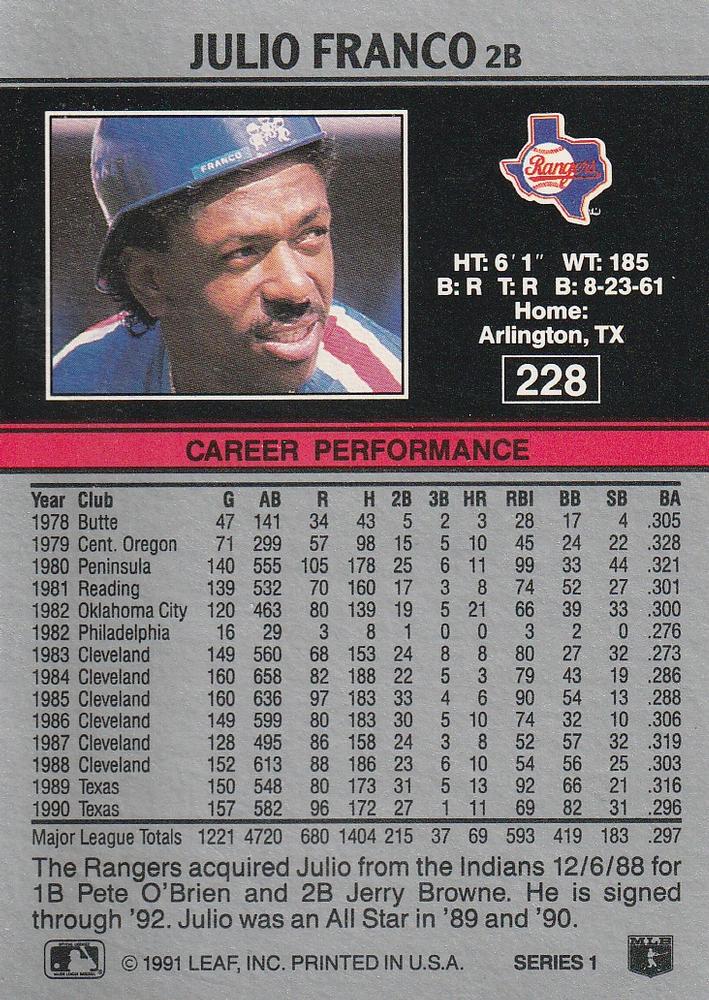 JULIO FRANCO 2B
FRANCO
Rangers
TM
HT: 6'1" WT: 185
B: R T: R B: 8-23-61
Home:
Arlington, TX
228
CAREER PERFORMANCE
Year Club G AB R H 2B 3B HR RBI BB SB BA
1978 Butte 47 141 34 43 5 2 3 28 17 4 .305
1979 Cent. Oregon 71 299 57 98 15 5 10 45 24 22 .328
1980 Peninsula 140 555 105 178 25 6 11 99 33 44 .321
1981 Reading 139 532 70 160 17 3 8 74 52 27 .301
1982 Oklahoma City 120 463 80 139 19 5 21 66 39 33 .300
1982 Philadelphia 16 29 3 8 1 0 0 3 2 0 .276
1983 Cleveland 149 560 68 153 24 8 8 80 27 32 .273
1984 Cleveland 160 658 82 188 22 5 3 79 43 19 .286
1985 Cleveland 160 636 97 183 33 4 6 90 54 13 .288
1986 Cleveland 149 599 80 183 30 5 10 74 32 10 .306
1987 Cleveland 128 495 86 158 24 3 8 52 57 32 .319
1988 Cleveland 152 613 88 186 23 6 10 54 56 25 .303
1989 Texas 150 548 80 173 31 5 13 92 66 21 .316
1990 Texas 157 582 96 172 27 1 11 69 82 31 .296
Major League Totals 1221 4720 680 1404 215 37 69 593 419 183 .297
The Rangers acquired Julio from the Indians 12/6/88 for
1B Pete O'Brien and 2B Jerry Browne. He is signed
through '92. Julio was an All Star in '89 and '90.
© 1991 LEAF, INC. PRINTED IN U.S.A. SERIES 1
MLB